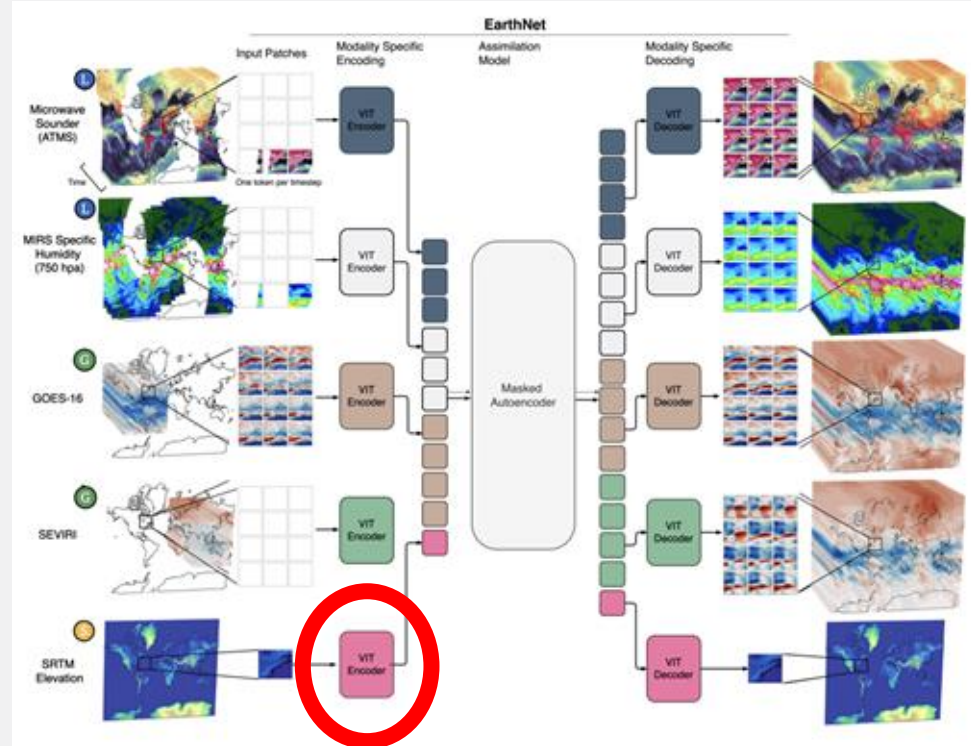 EarthNet
Input Patches
Modality Specific
Encoding
Assimilation
Model
Modality Specific
Decoding
L
Microwave
Sounder
(ATMS)
Time
One token per timestep
VIT
Encoder
VIT
Decoder
L
MIRS Specific
Humidity
(750 hpa)
VIT
Encoder
VIT
Decoder
G
GOES-16
VIT
Encoder
Masked
Autoencoder
VIT
Decoder
G
SEVIRI
VIT
Encoder
VIT
Decoder
S
SRTM
Elevation
VIT
Encoder
VIT
Decoder